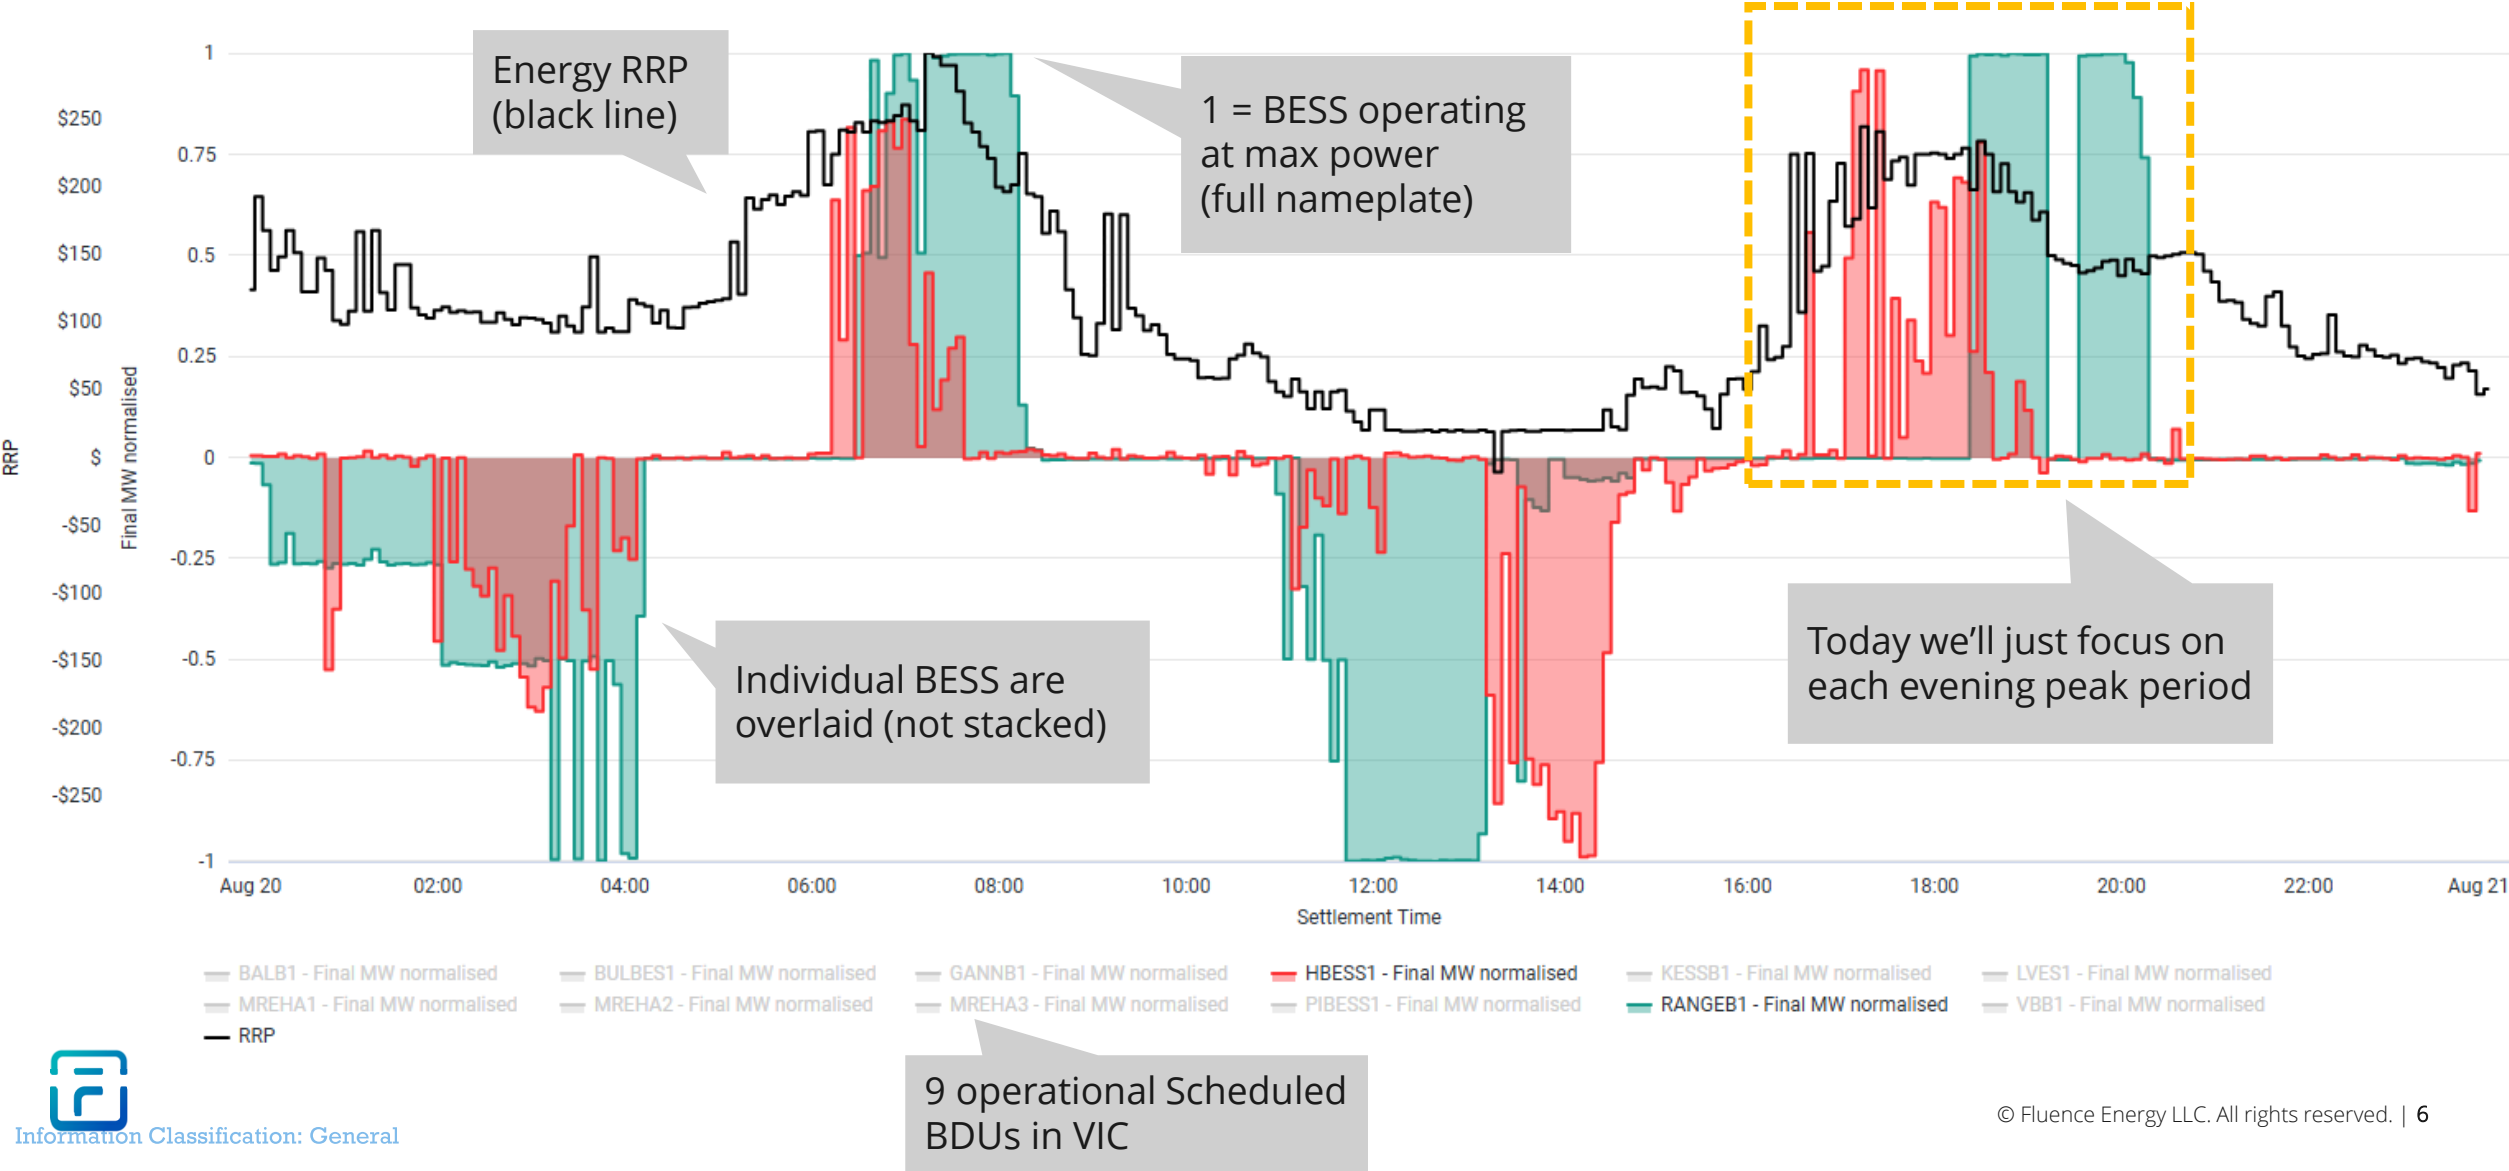 Energy RRP
(black line)
1 = BESS operating
at max power
(full nameplate)
Individual BESS are
overlaid (not stacked)
Today we’ll just focus on
each evening peak period
RRP
$250
$200
$150
$100
$50
$
-$50
-$100
-$150
-$200
-$250
Final MW normalised
1
0.75
0.5
0.25
0
-0.25
-0.5
-0.75
-1
Aug 20 02:00 04:00 06:00 08:00 10:00 12:00 14:00 16:00 18:00 20:00 22:00 Aug 21
Settlement Time
BALB1 - Final MW normalised BULBES1 - Final MW normalised GANNB1 - Final MW normalised HBESS1 - Final MW normalised KESSB1 - Final MW normalised LVES1 - Final MW normalised
MREHA1 - Final MW normalised MREHA2 - Final MW normalised MREHA3 - Final MW normalised PIBESS1 - Final MW normalised RANGEB1 - Final MW normalised VBB1 - Final MW normalised
RRP
9 operational Scheduled
BDUs in VIC
Information Classification: General
© Fluence Energy LLC. All rights reserved. | 6